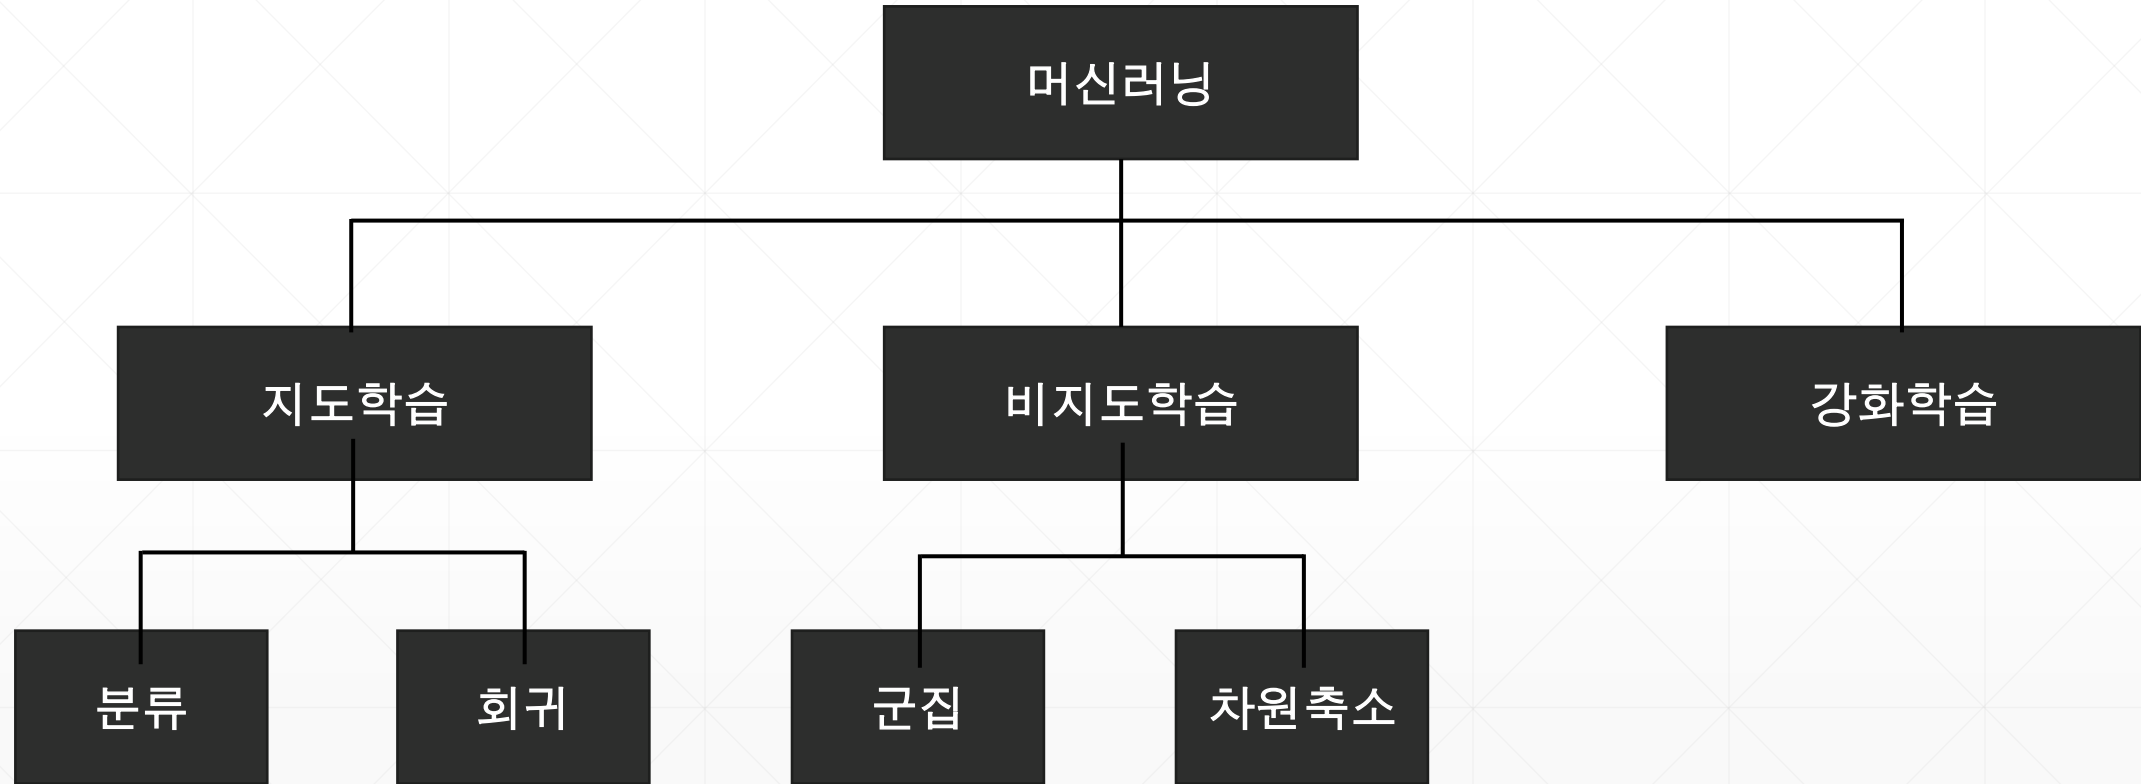 머신러닝
지도학습
비지도학습
강화학습
분류
회귀
군집
차원축소